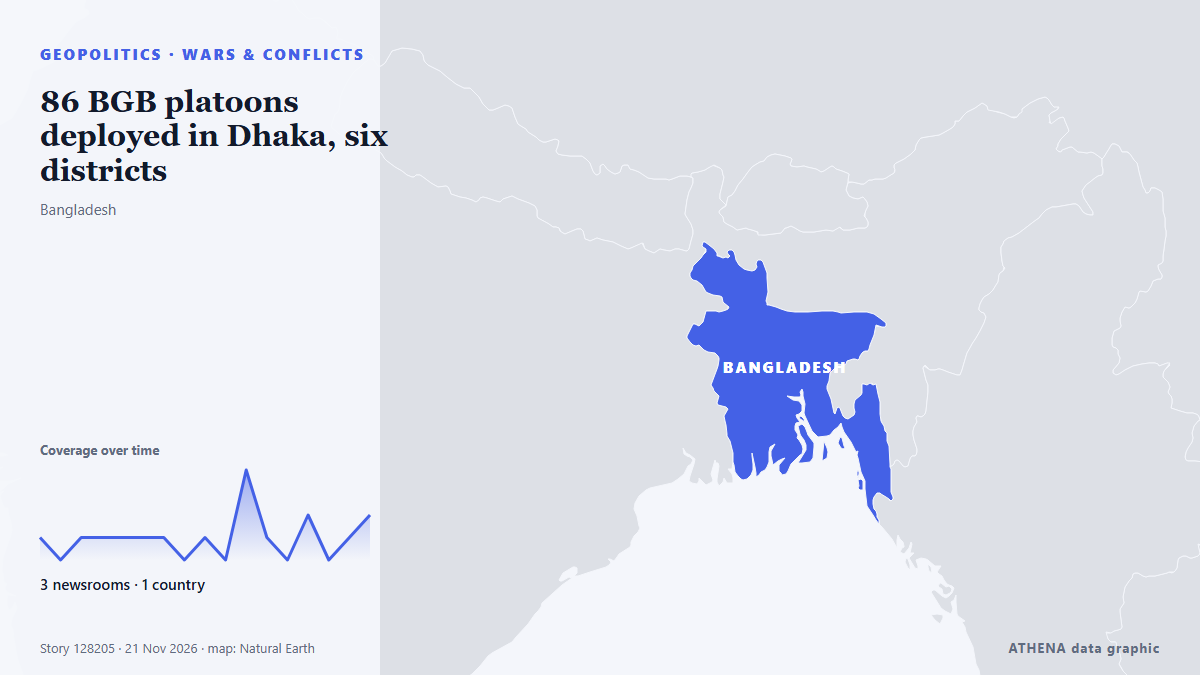 GEOPOLITICS · WARS & CONFLICTS
86 BGB platoons
deployed in Dhaka, six
districts
Bangladesh
BANGLADESH
Coverage over time
3 newsrooms · 1 country
Story 128205 · 21 Nov 2026 · map: Natural Earth
ATHENA data graphic